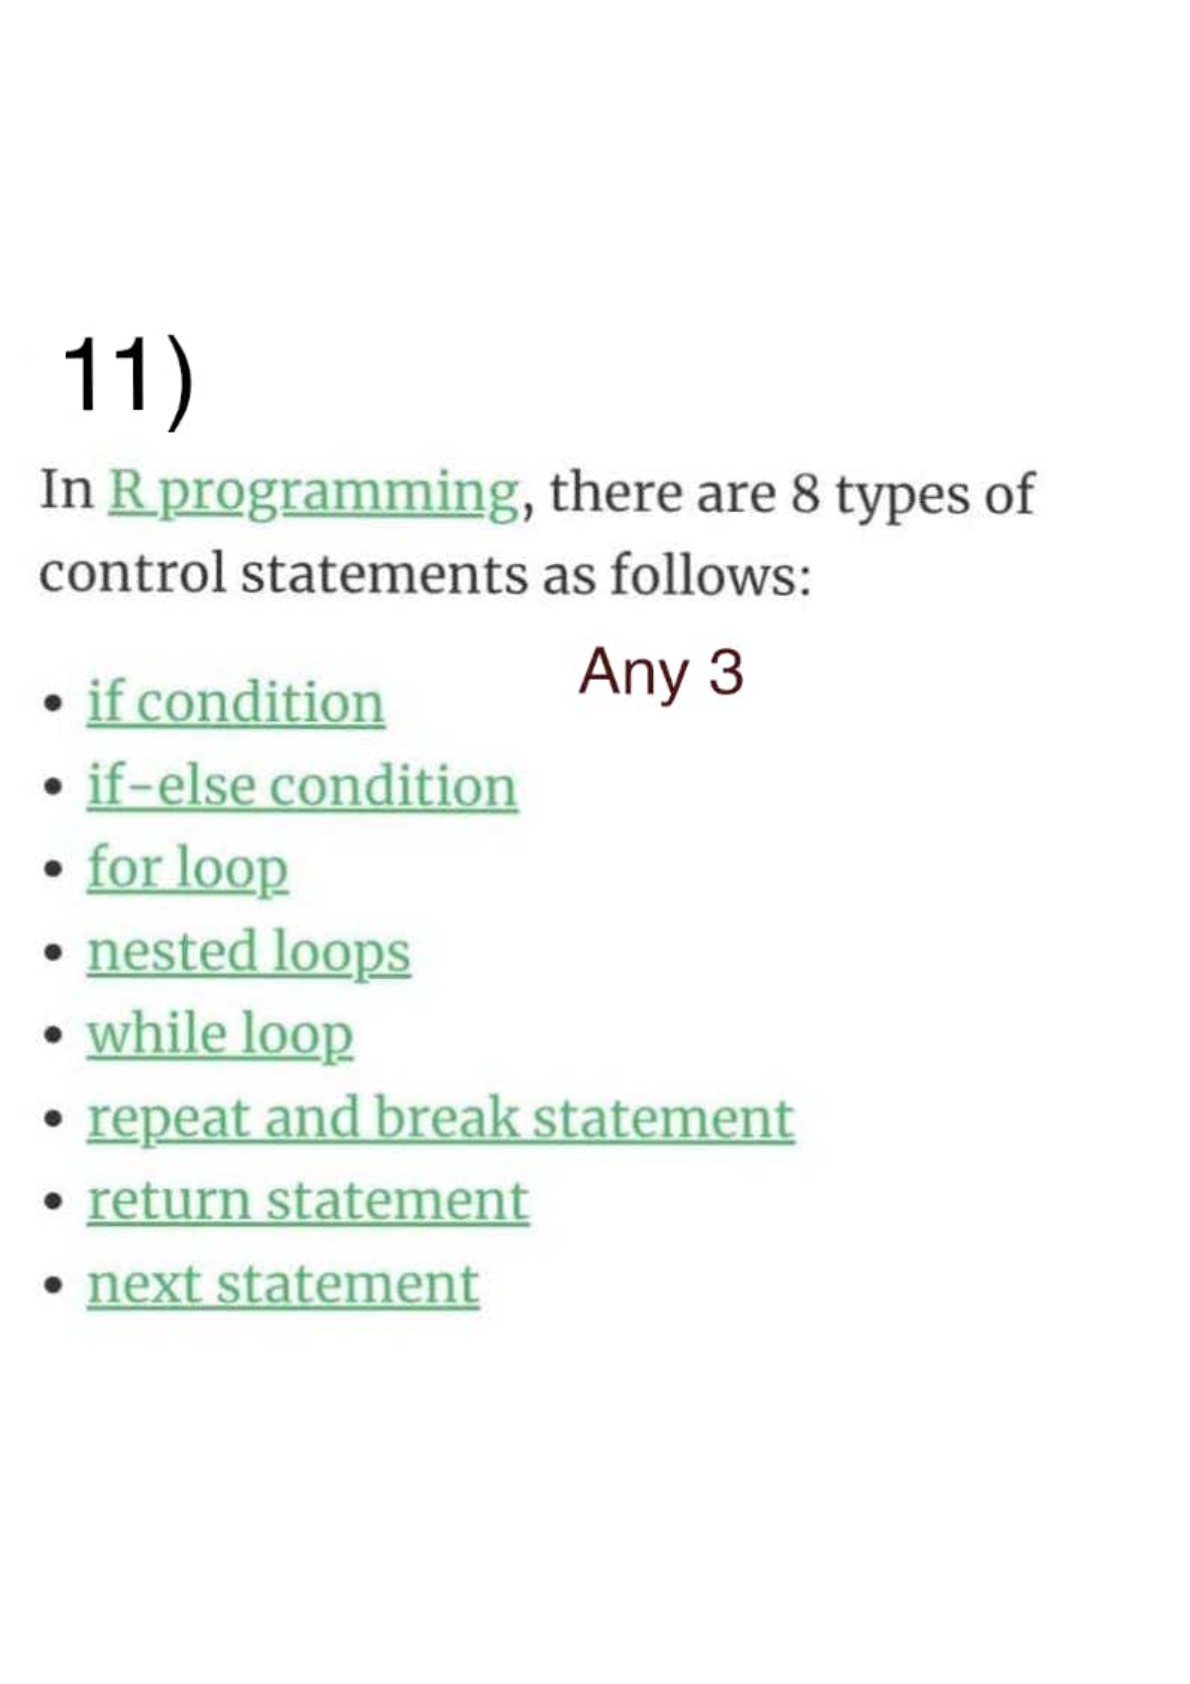 11)
In R programming, there are 8 types of
control statements as follows:
Any 3
• if condition
• if-else condition
• for loop
• nested loops
• while loop
• repeat and break statement
• return statement
• next statement